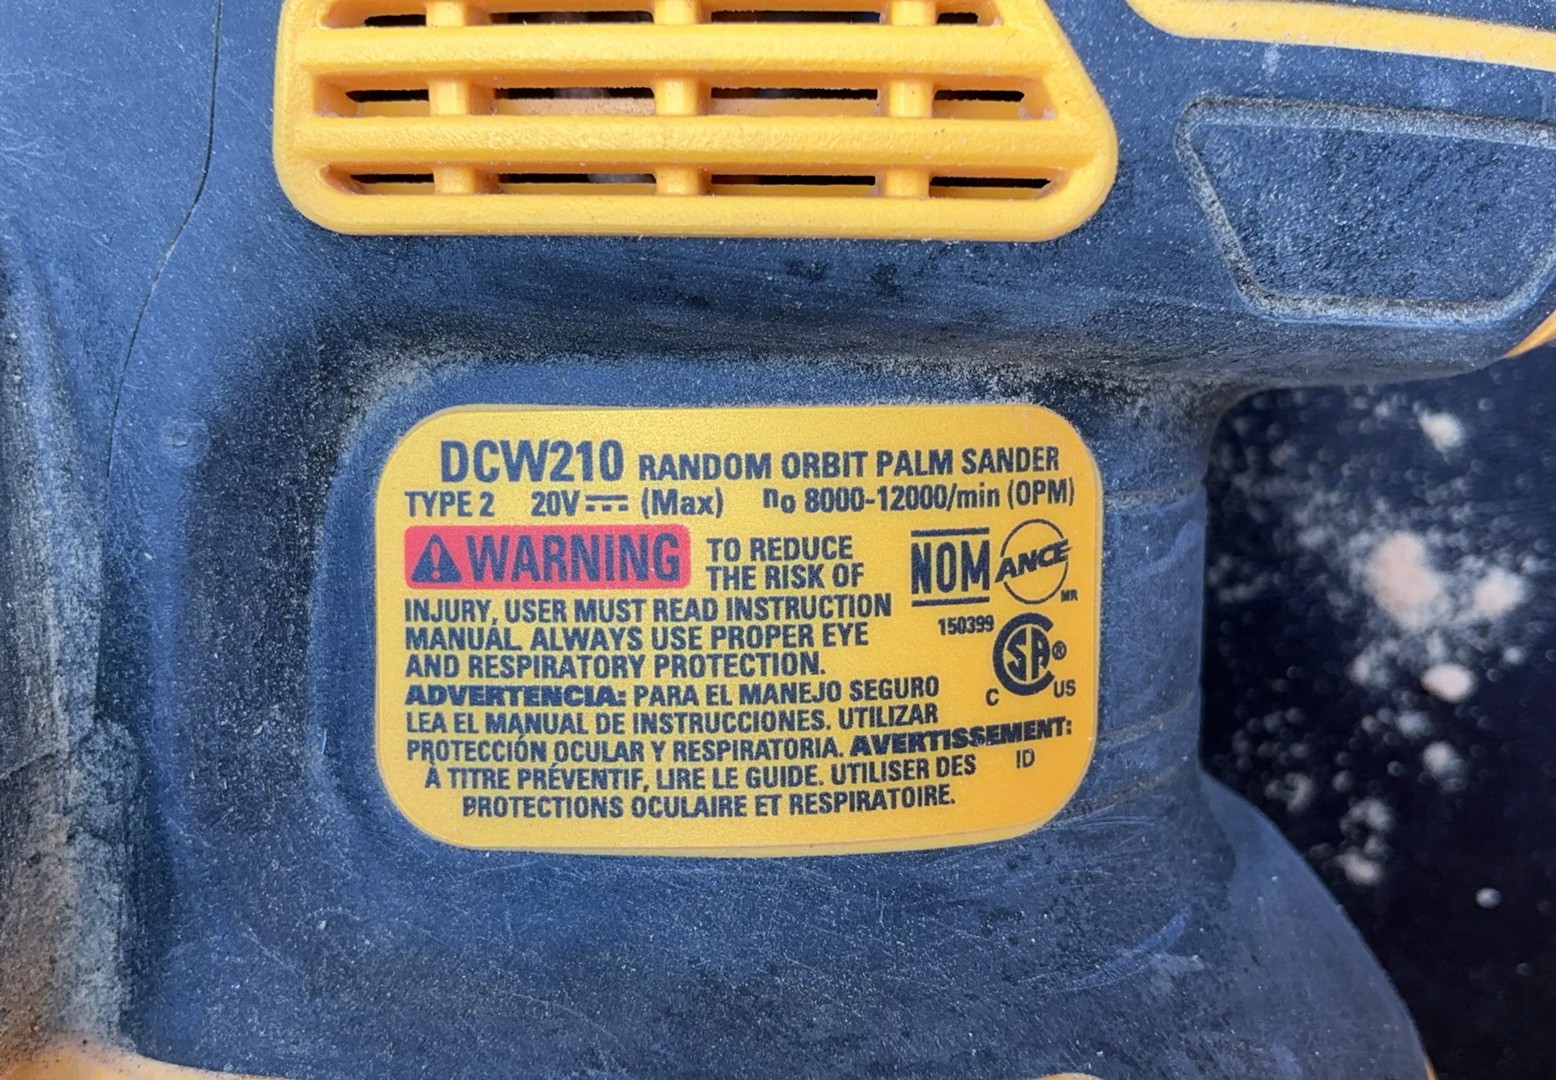 DCW210 RANDOM ORBIT PALM SANDER
TYPE 2 20V (Max) no 8000-12000/min (OPM)
WARNING TO REDUCE
THE RISK OF
INJURY, USER MUST READ INSTRUCTION
MANUAL. ALWAYS USE PROPER EYE
AND RESPIRATORY PROTECTION.
ADVERTENCIA: PARA EL MANEJO SEGURO
LEA EL MANUAL DE INSTRUCCIONES. UTILIZAR
PROTECCIÓN OCULAR Y RESPIRATORIA. AVERTISSEMENT:
À TITRE PRÉVENTIF, LIRE LE GUIDE. UTILISER DES
PROTECTIONS OCULAIRE ET RESPIRATOIRE.
NOM ANCE MR
150399
CSA®
C US
ID